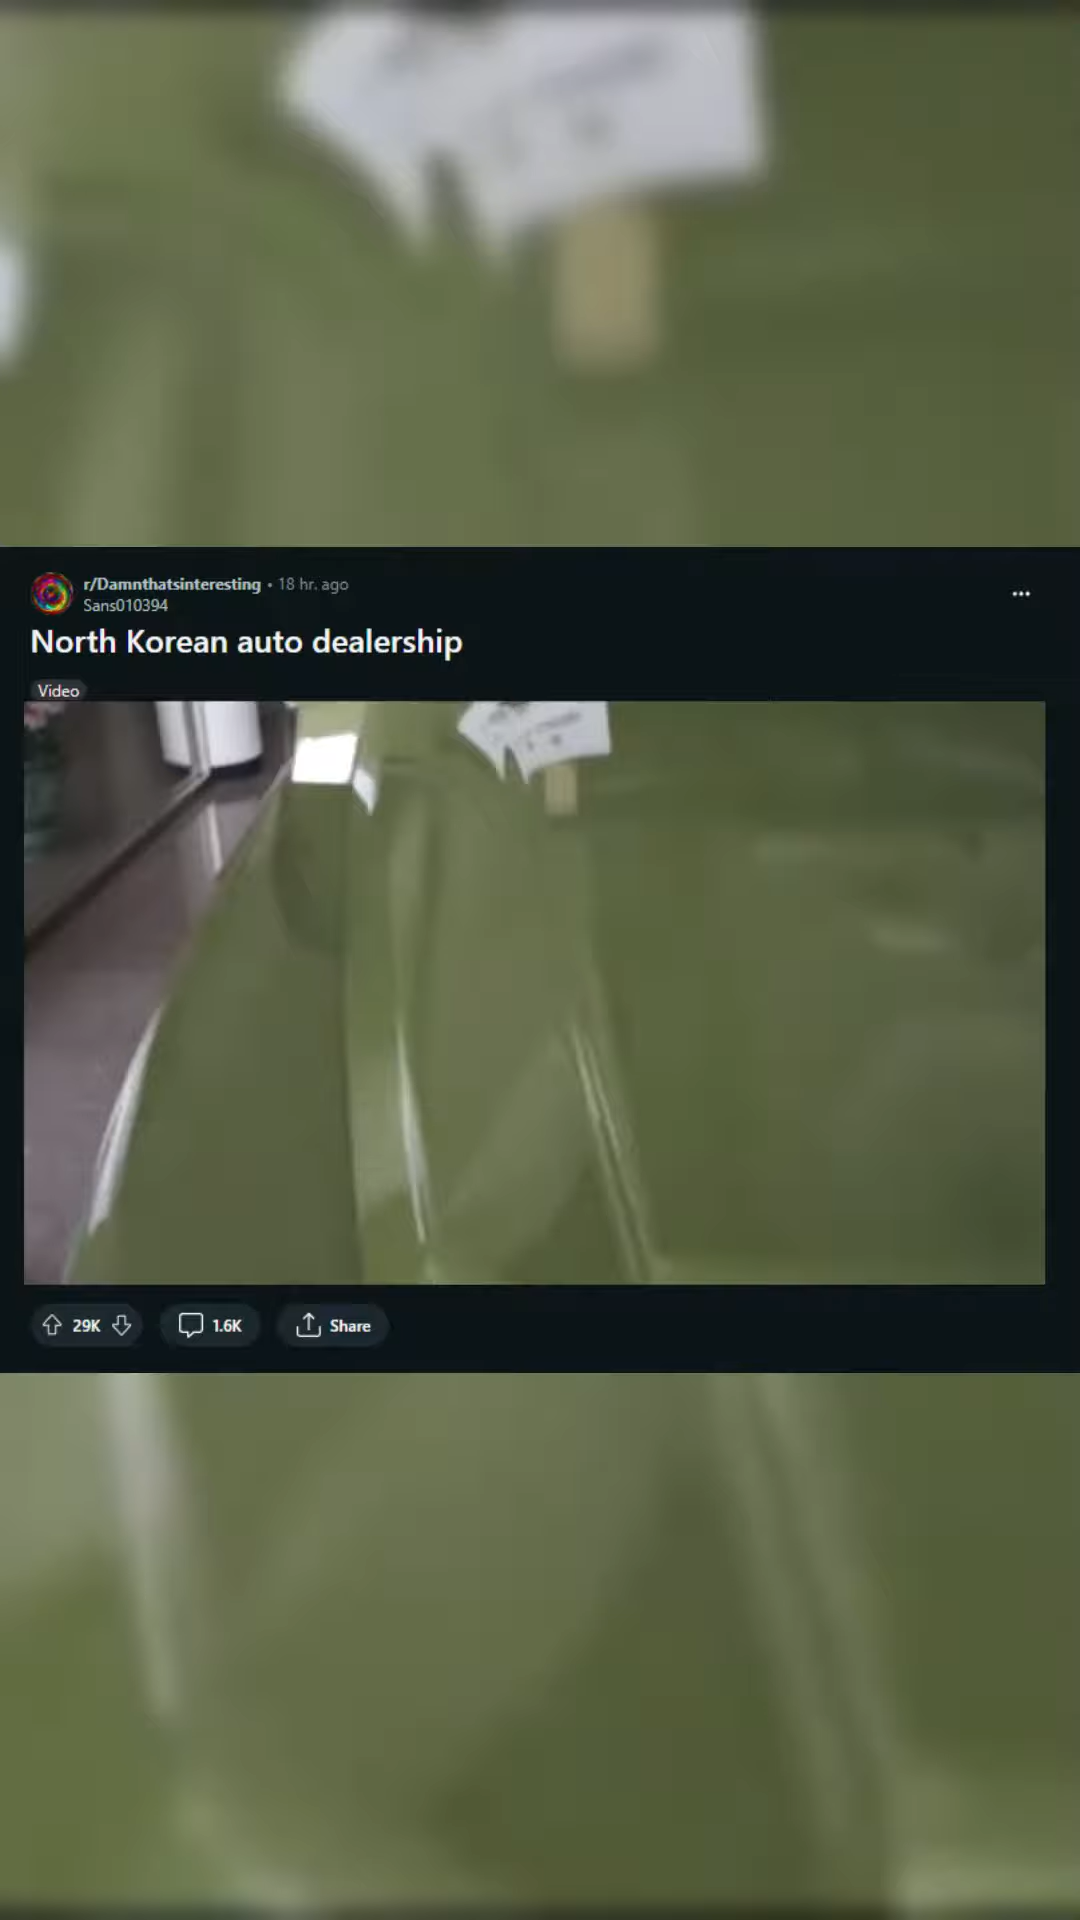 r/Damnthatsinteresting • 18 hr. ago
Sans010394
North Korean auto dealership
Video
29K
1.6K
Share